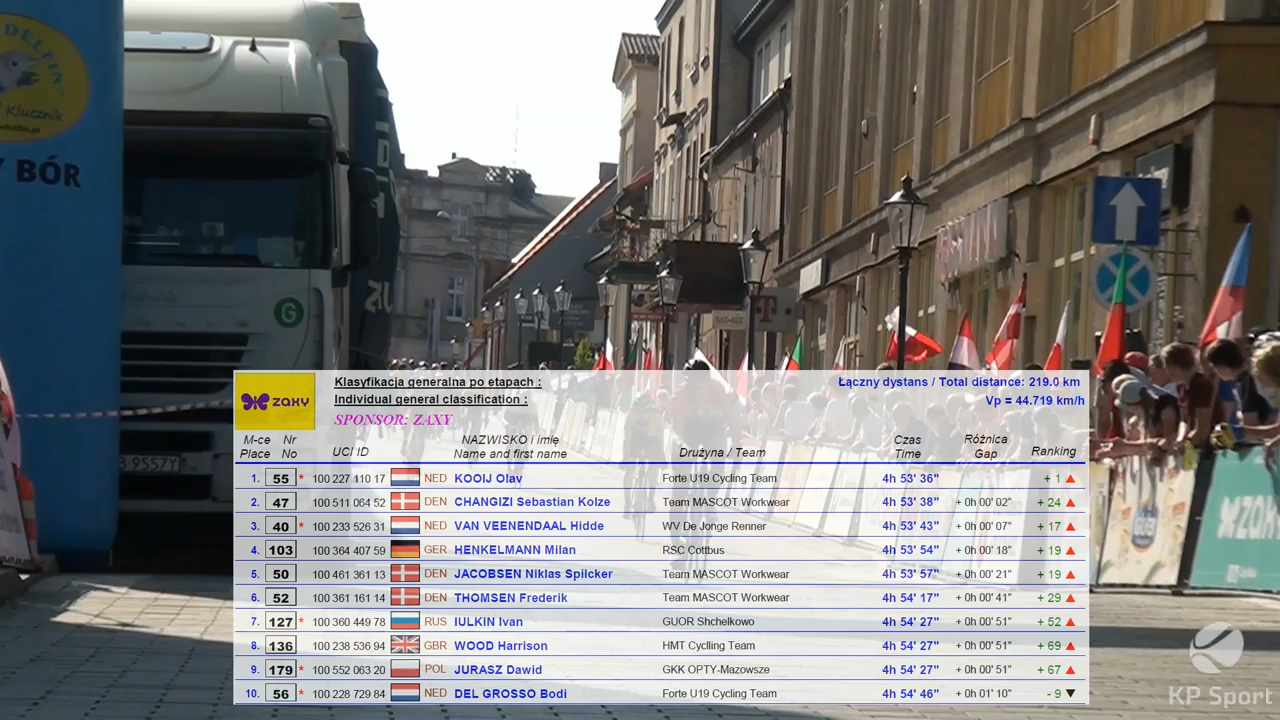 DELFIN
Klucznik
Y BÓR
G
T
9557Y
zaxy
Klasyfikacja generalna po etapach :
Individual general classification :
SPONSOR: ZAXY
Łączny dystans / Total distance: 219.0 km
Vp = 44.719 km/h
M-ce Nr UCI ID NAZWISKO i imię Drużyna / Team Czas Różnica Ranking
Place No Name and first name Time Gap
1. 55 * 100 227 110 17 NED KOOIJ Olav Forte U19 Cycling Team 4h 53' 36" + 1 ▲
2. 47 100 511 064 52 DEN CHANGIZI Sebastian Kolze Team MASCOT Workwear 4h 53' 38" + 0h 00' 02" + 24 ▲
3. 40 * 100 233 526 31 NED VAN VEENENDAAL Hidde WV De Jonge Renner 4h 53' 43" + 0h 00' 07" + 17 ▲
4. 103 100 364 407 59 GER HENKELMANN Milan RSC Cottbus 4h 53' 54" + 0h 00' 18" + 19 ▲
5. 50 100 461 361 13 DEN JACOBSEN Niklas Spilcker Team MASCOT Workwear 4h 53' 57" + 0h 00' 21" + 19 ▲
6. 52 100 361 161 14 DEN THOMSEN Frederik Team MASCOT Workwear 4h 54' 17" + 0h 00' 41" + 29 ▲
7. 127 * 100 360 449 78 RUS IULKIN Ivan GUOR Shchelkowo 4h 54' 27" + 0h 00' 51" + 52 ▲
8. 136 100 238 536 94 GBR WOOD Harrison HMT Cyclling Team 4h 54' 27" + 0h 00' 51" + 69 ▲
9. 179 * 100 552 063 20 POL JURASZ Dawid GKK OPTY-Mazowsze 4h 54' 27" + 0h 00' 51" + 67 ▲
10. 56 * 100 228 729 84 NED DEL GROSSO Bodi Forte U19 Cycling Team 4h 54' 46" + 0h 01' 10" - 9 ▼
KP Sport